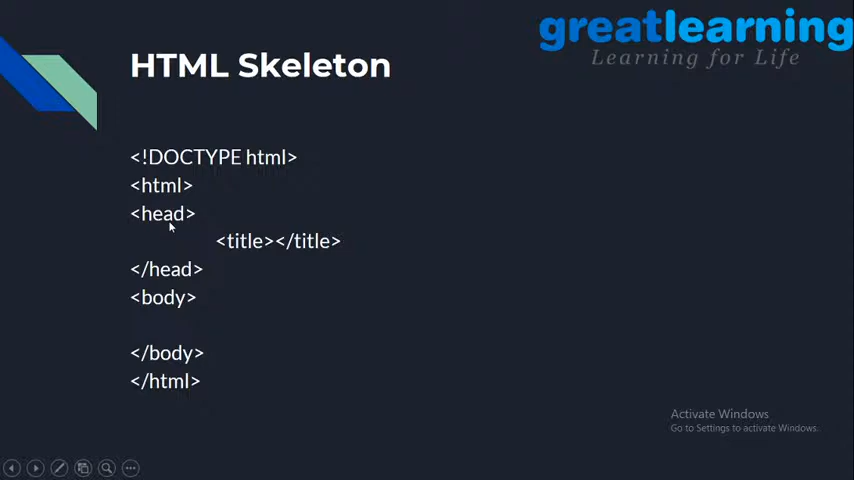 greatlearning
Learning for Life
HTML Skeleton
<!DOCTYPE html>
<html>
<head>
<title></title>
</head>
<body>
</body>
</html>
Activate Windows
Go to Settings to activate Windows.